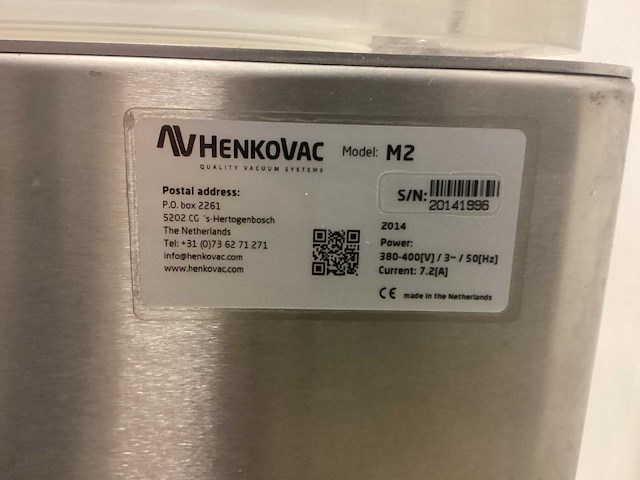 HENKOVAC
QUALITY VACUUM SYSTEMS
Model: M2
Postal address:
P.O. box 2261
5202 CG 's-Hertogenbosch
The Netherlands
Tel: +31 (0)73 62 71 271
info@henkovac.com
www.henkovac.com
S/N:
20141996
2014
Power:
380-400[V] / 3~ / 50[Hz]
Current: 7.2[A]
CE made in the Netherlands